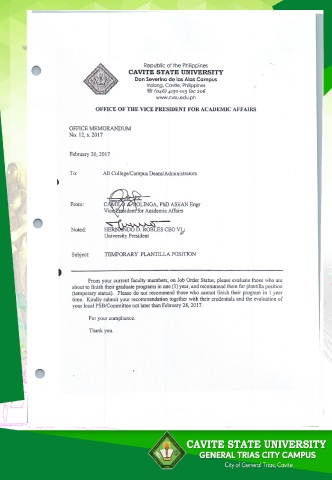 Republic of the Philippines
CAVITE STATE UNIVERSITY
Don Severino de las Alas Campus
Indang, Cavite, Philippines
www.cvsu.edu.ph
OFFICE OF THE VICE PRESIDENT FOR ACADEMIC AFFAIRS
OFFICE MEMORANDUM
No. 12, s. 2017
February 20, 2017
To: All College/Campus Deans/Administrators
From: POLINGA, PhD ASEAN Engr
Vice President for Academic Affairs
Noted: HERNANDO D. ROBLES CEO VI
University President
Subject: TEMPORARY PLANTILLA POSITION
From your current faculty members, on Job Order Status, please evaluate those who are
about to finish their graduate programs in one (1) year, and recommend them for plantilla position
(temporary status). Please do not recommend those who cannot finish their program in 1 year
time. Kindly submit your recommendation together with their credentials and the evaluation of
your local PSB/Committee not later than February 28, 2017.
For your compliance.
Thank you.
CAVITE STATE UNIVERSITY
GENERAL TRIAS CITY CAMPUS
City of General Trias, Cavite